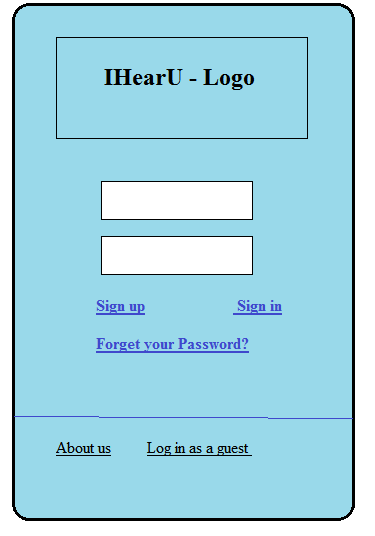 IHearU - Logo
Sign up Sign in
Forget your Password?
About us Log in as a guest